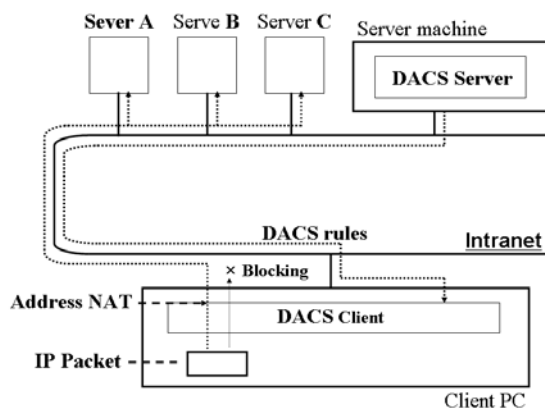 Sever A
Serve B
Server C
Server machine
DACS Server
DACS rules
Intranet
× Blocking
Address NAT
DACS Client
IP Packet
Client PC